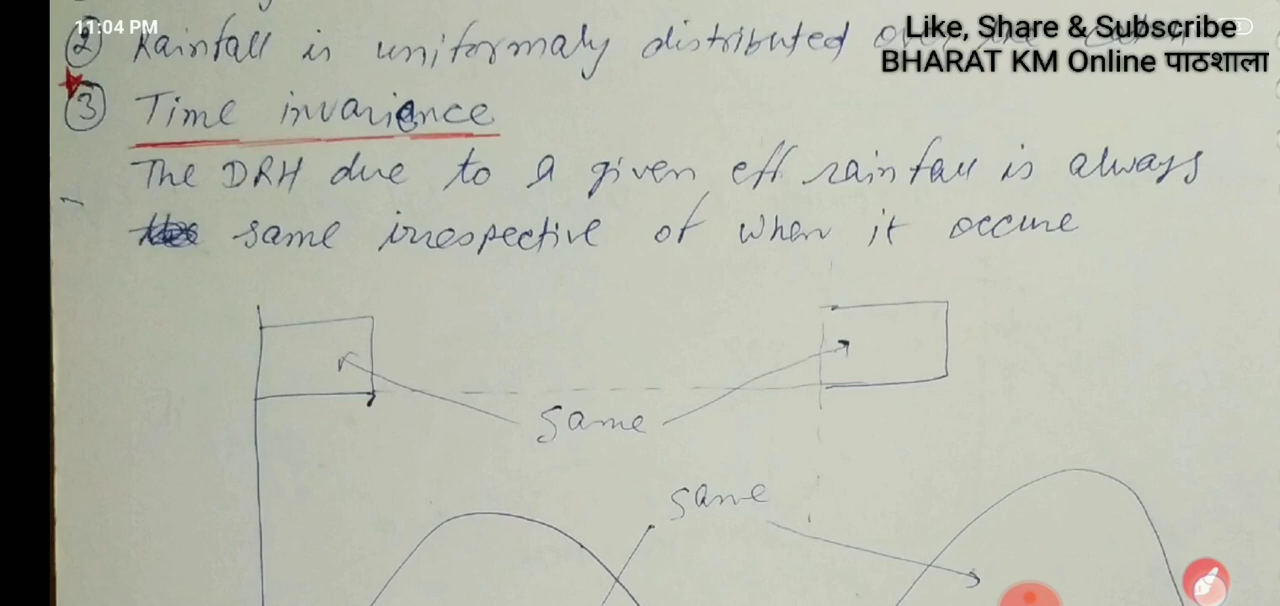 11:04 PM
Like, Share & Subscribe
BHARAT KM Online पाठशाला
② Rainfall is uniformaly distributed
③ Time invariance
The DRH due to a given eff rainfall is always
same irrespective of when it occure
same
same